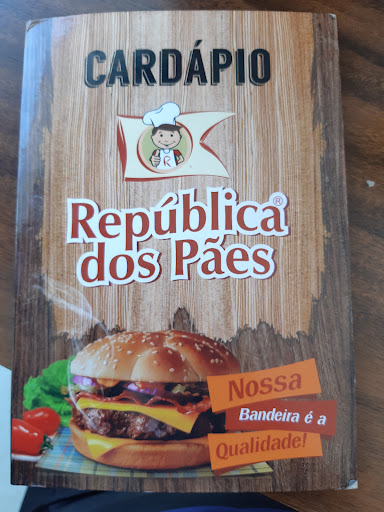 CARDÁPIO
R
República®
dos Pães
Nossa
Bandeira é a
Qualidade!